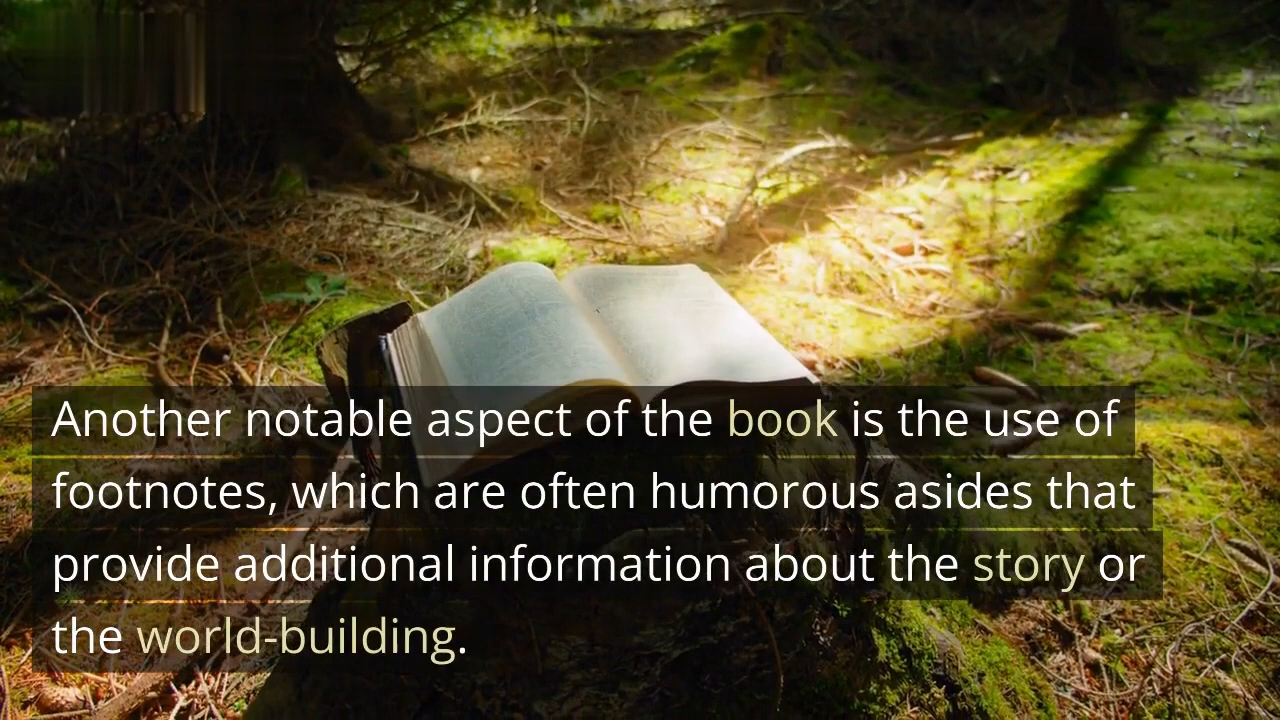 Another notable aspect of the book is the use of
footnotes, which are often humorous asides that
provide additional information about the story or
the world-building.